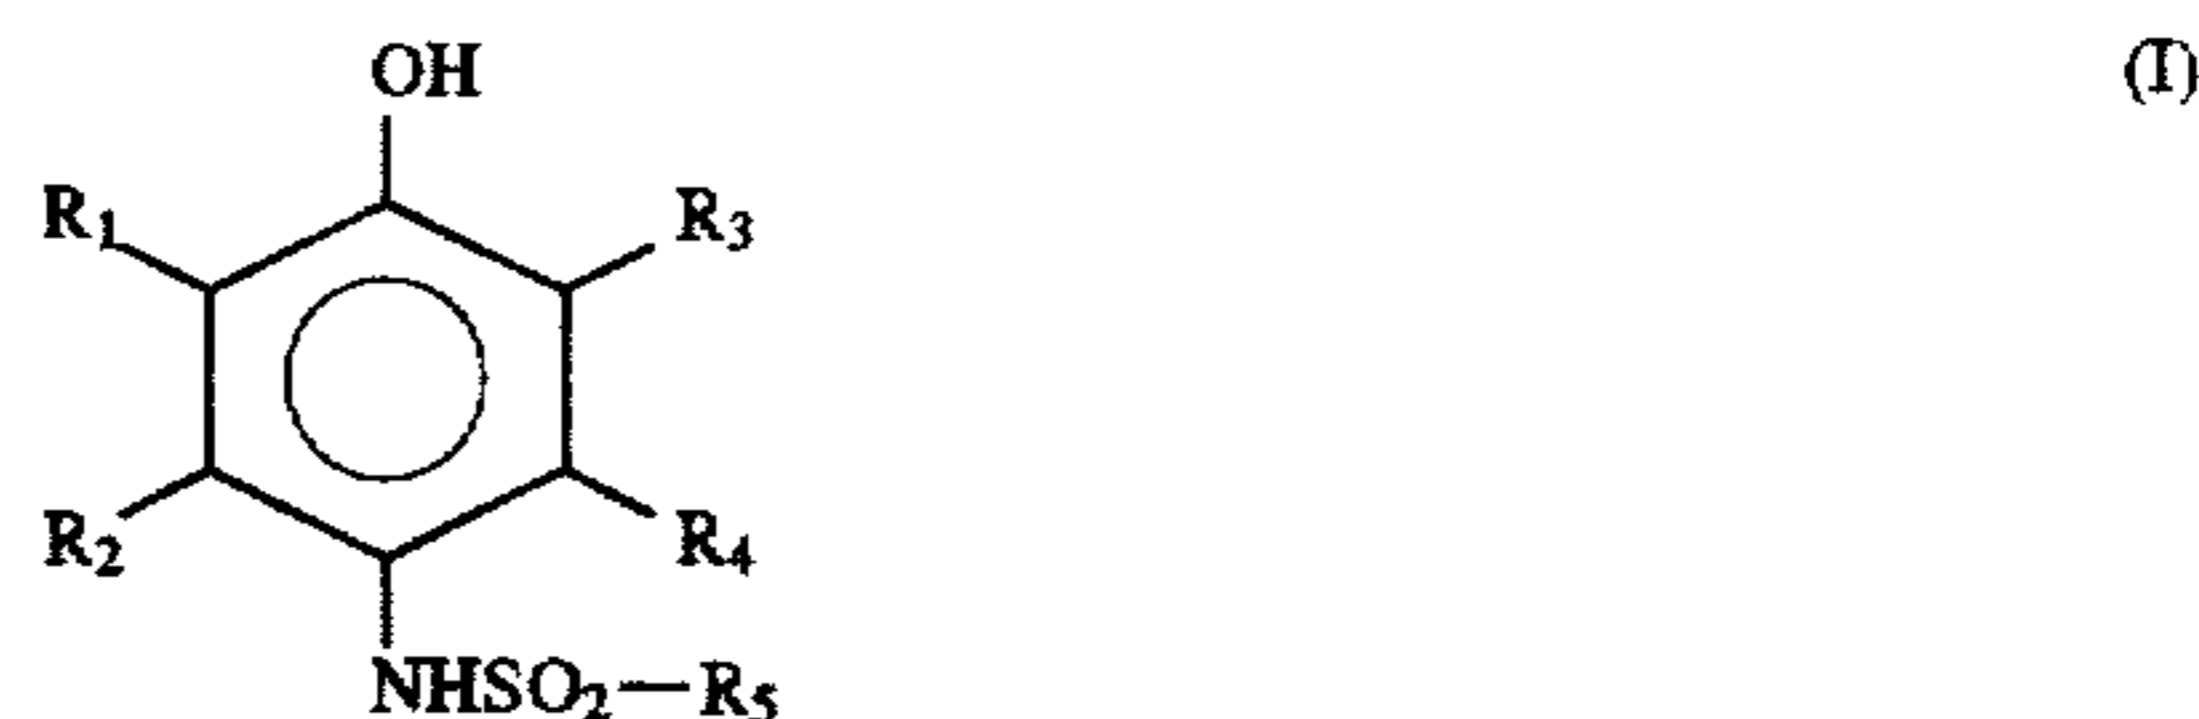 OH (I)
R1 R3
R2 R4
NHSO2—R5